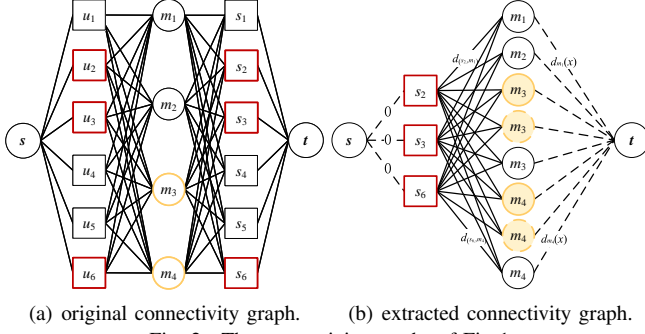 u1 m1 s1 m1
u2 s2 d(s2,m1) m2 dm1(x)
m2 s2 m3
u3 s3 0 m3
s t s 0 s3 m3 t
u4 s4 0
m3 s6 m4
u5 s5 m4
d(s6,m4) dm4(x)
u6 m4 s6 m4
(a) original connectivity graph. (b) extracted connectivity graph.